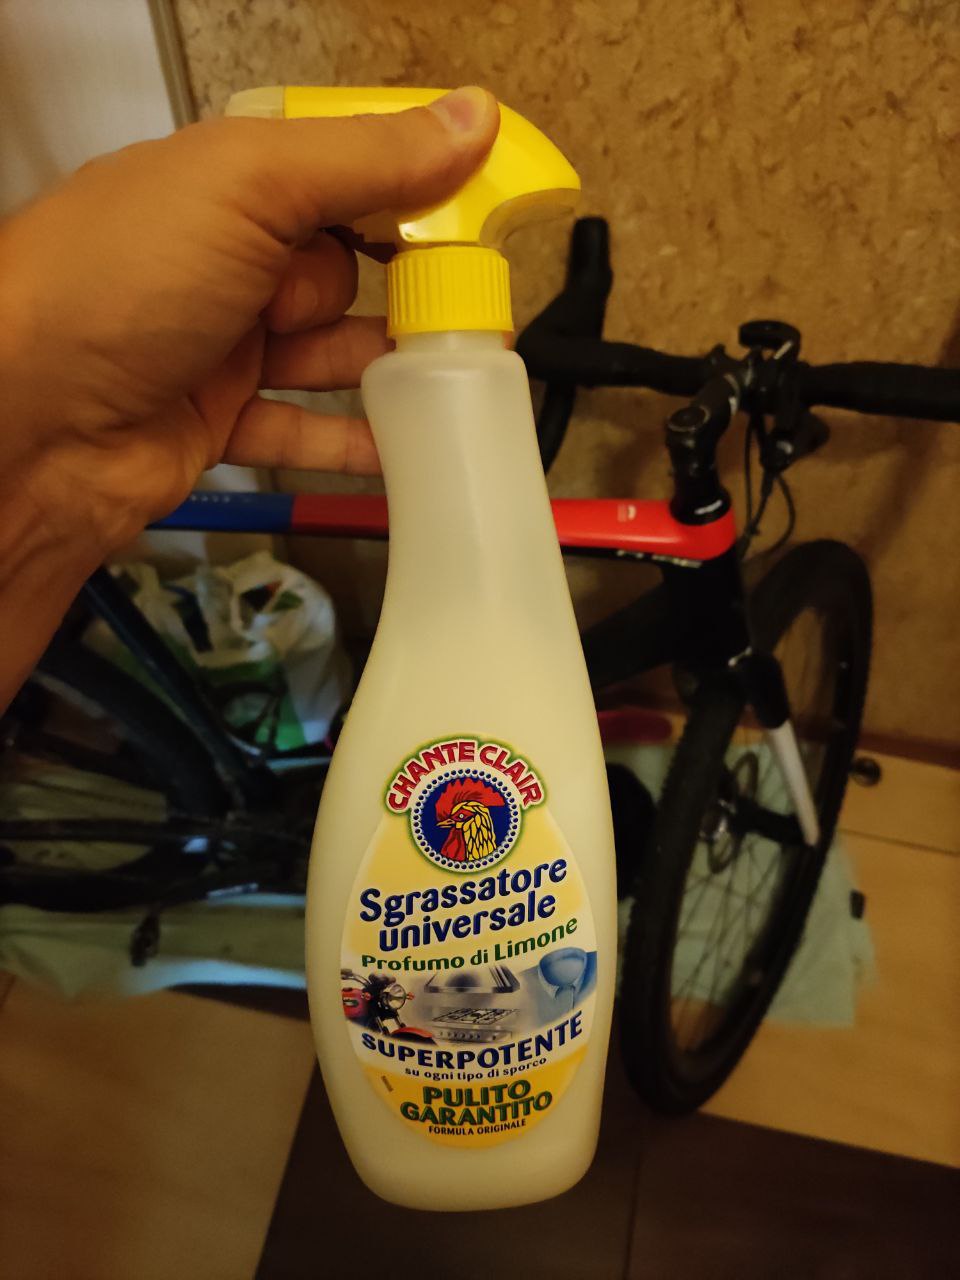 CHANTE CLAIR
Sgrassatore
universale
Profumo di Limone
SUPERPOTENTE
su ogni tipo di sporco
PULITO
GARANTITO
FORMULA ORIGINALE